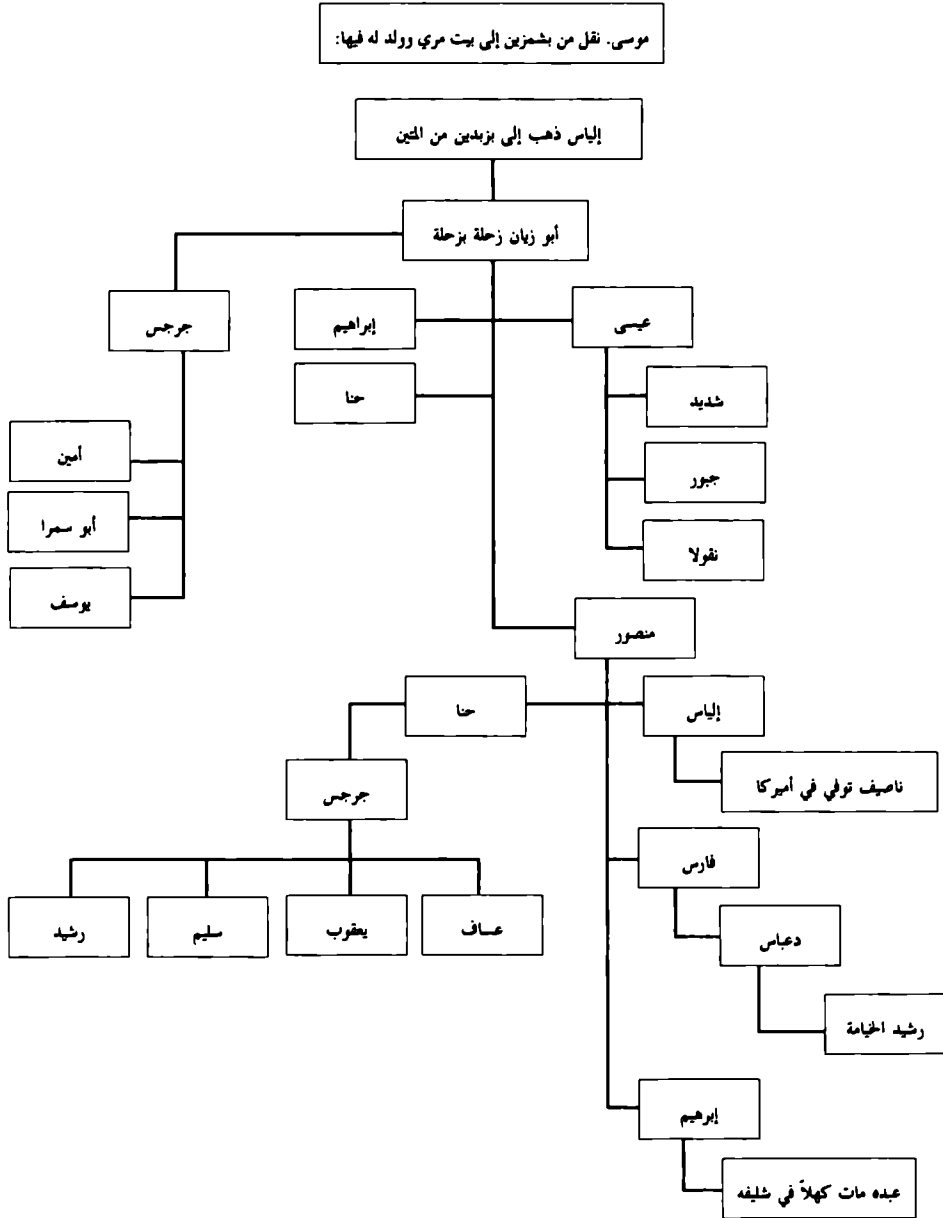 موسى. نقل من بشمزين إلى بيت مري وولد له فيها:
إلياس ذهب إلى بزبدين من المتين
أبو زيان زحلة بزحلة
جرجس
إبراهيم
عيسى
حنا
شديد
أمين
جبور
أبو سمرا
نقولا
يوسف
منصور
حنا
إلياس
جرجس
ناصيف توفي في أميركا
فارس
رشيد
سليم
يعقوب
عساف
دعباس
رشيد الخيامة
إبرهيم
عبده مات كهلاً في شليفه